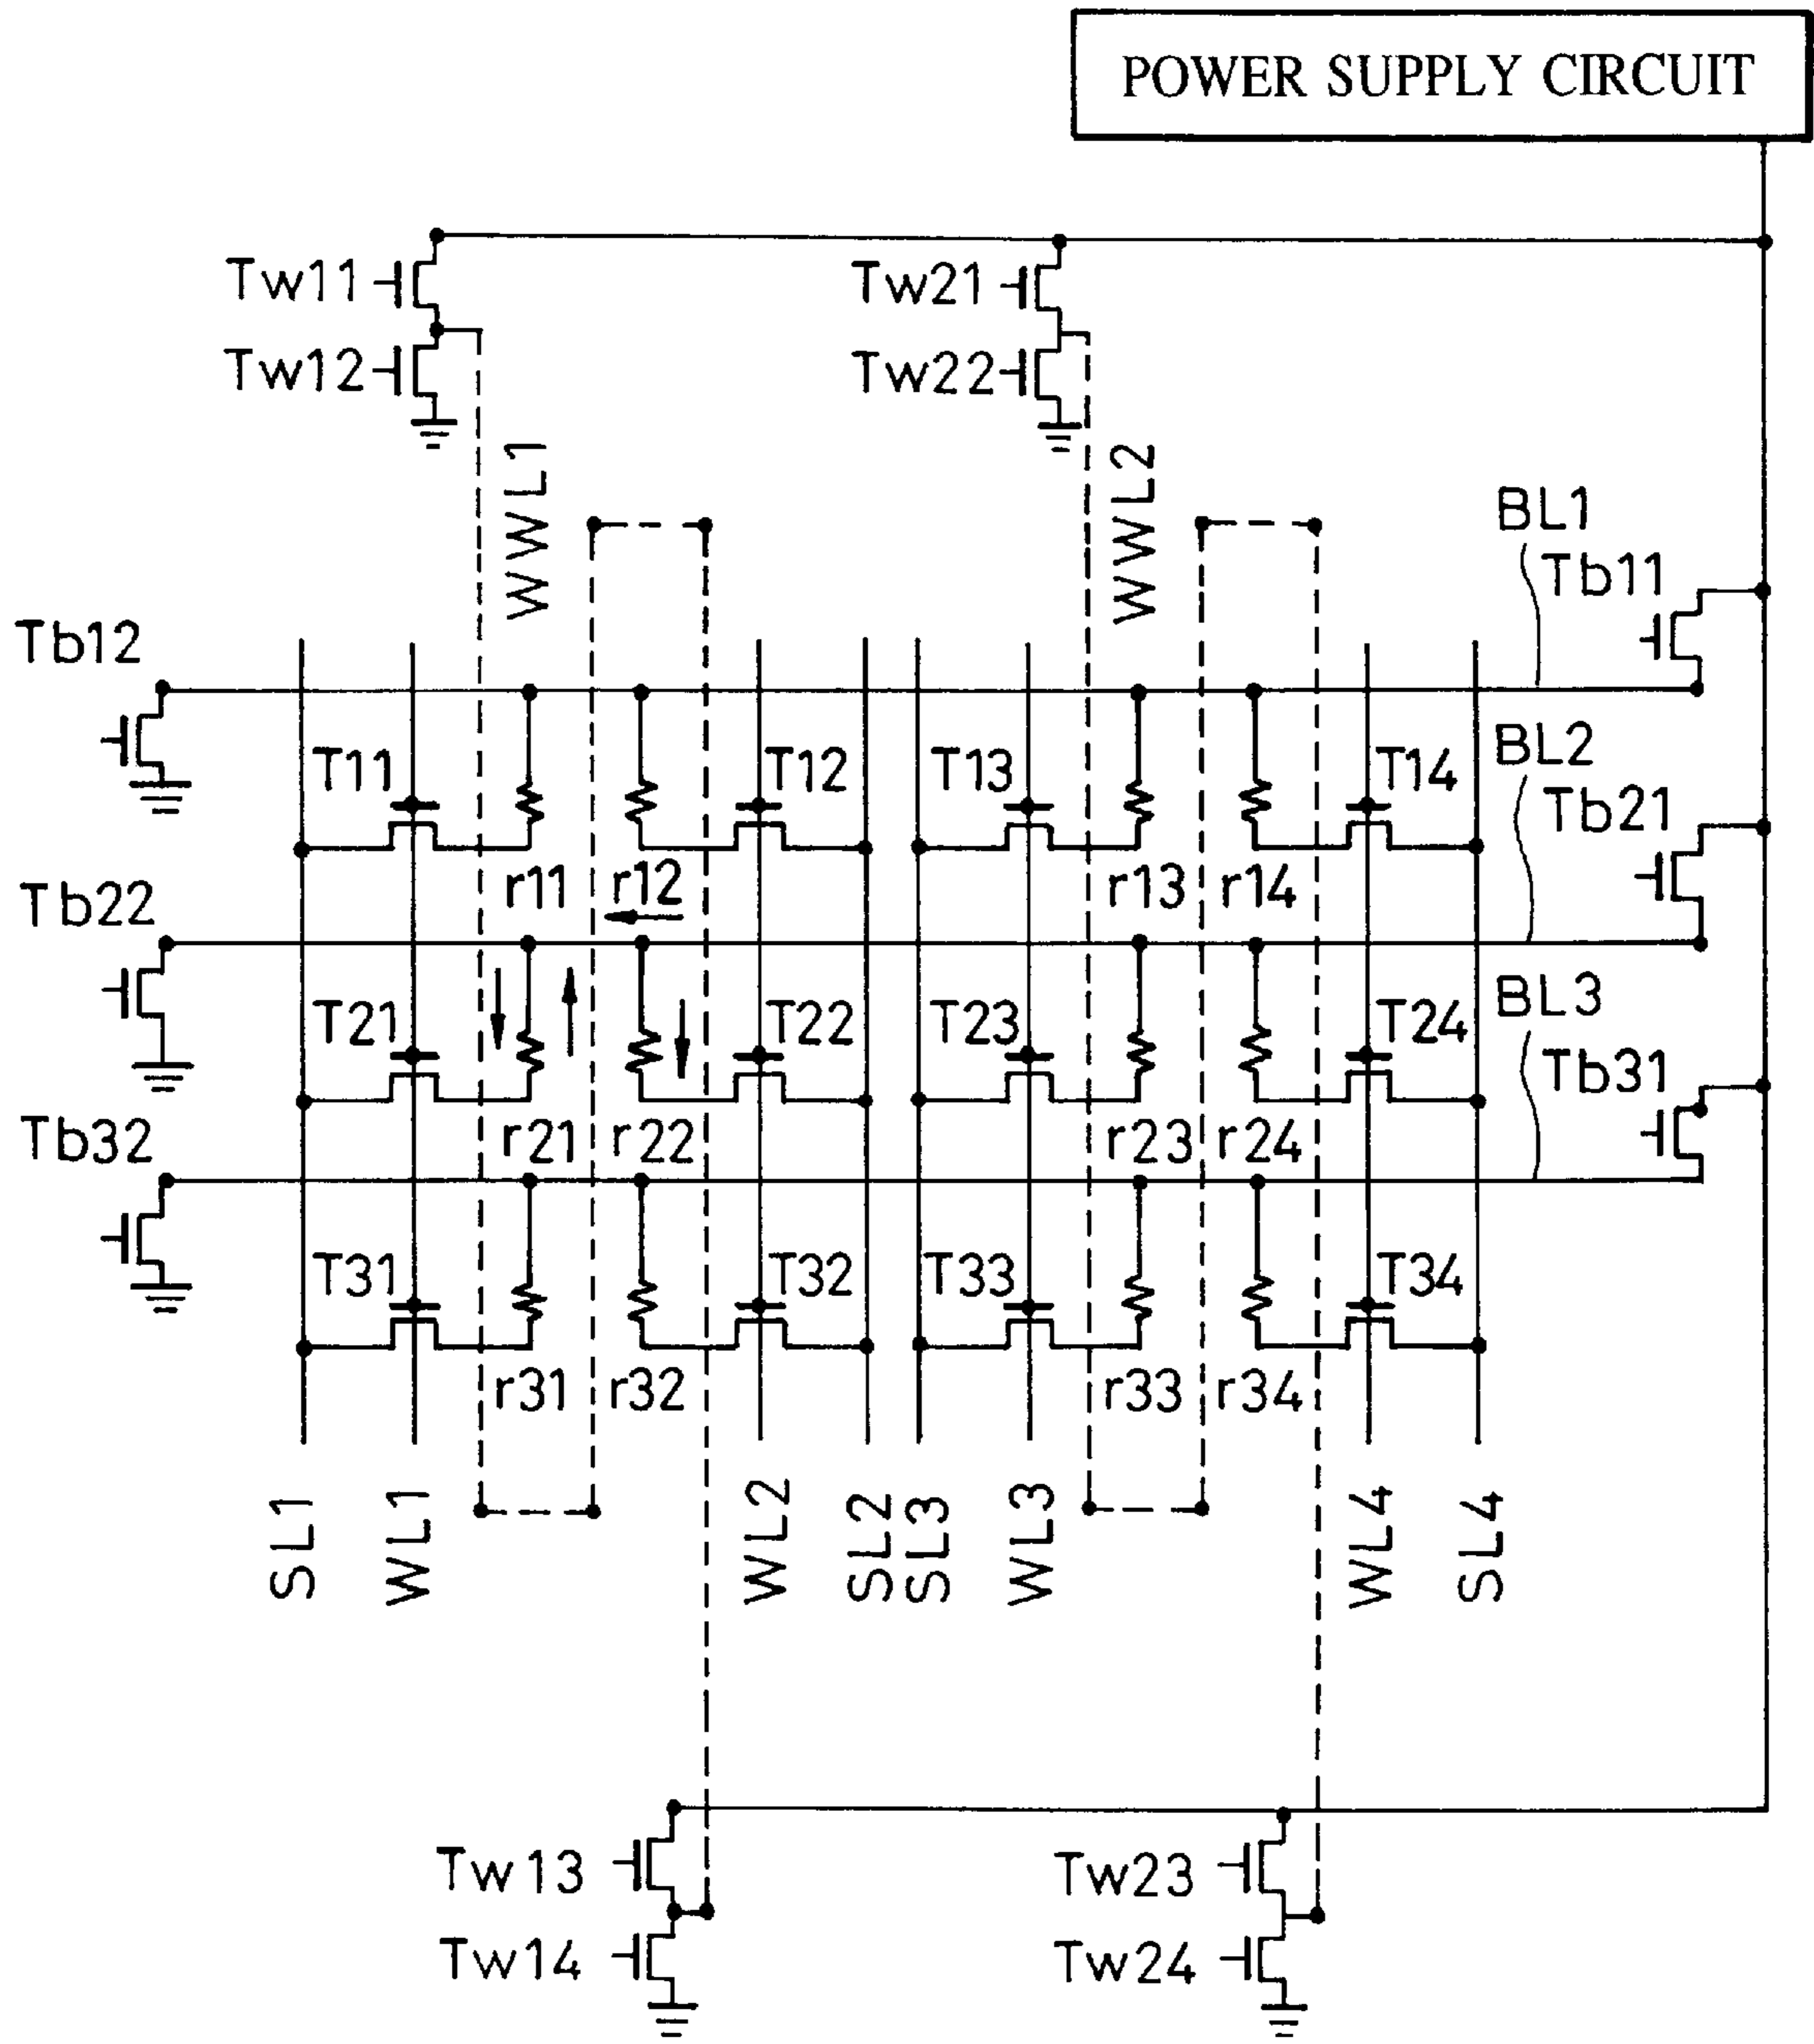 POWER SUPPLY CIRCUIT
Tw11
Tw21
Tw12
Tw22
WWL1
WWL2
BL1
Tb11
Tb12
T11
T12
T13
T14
BL2
Tb21
r11
r12
r13
r14
Tb22
T21
T22
T23
T24
BL3
Tb31
r21
r22
r23
r24
Tb32
T31
T32
T33
T34
r31
r32
r33
r34
SL1
WL1
WL2
SL2
SL3
WL3
WL4
SL4
Tw13
Tw23
Tw14
Tw24